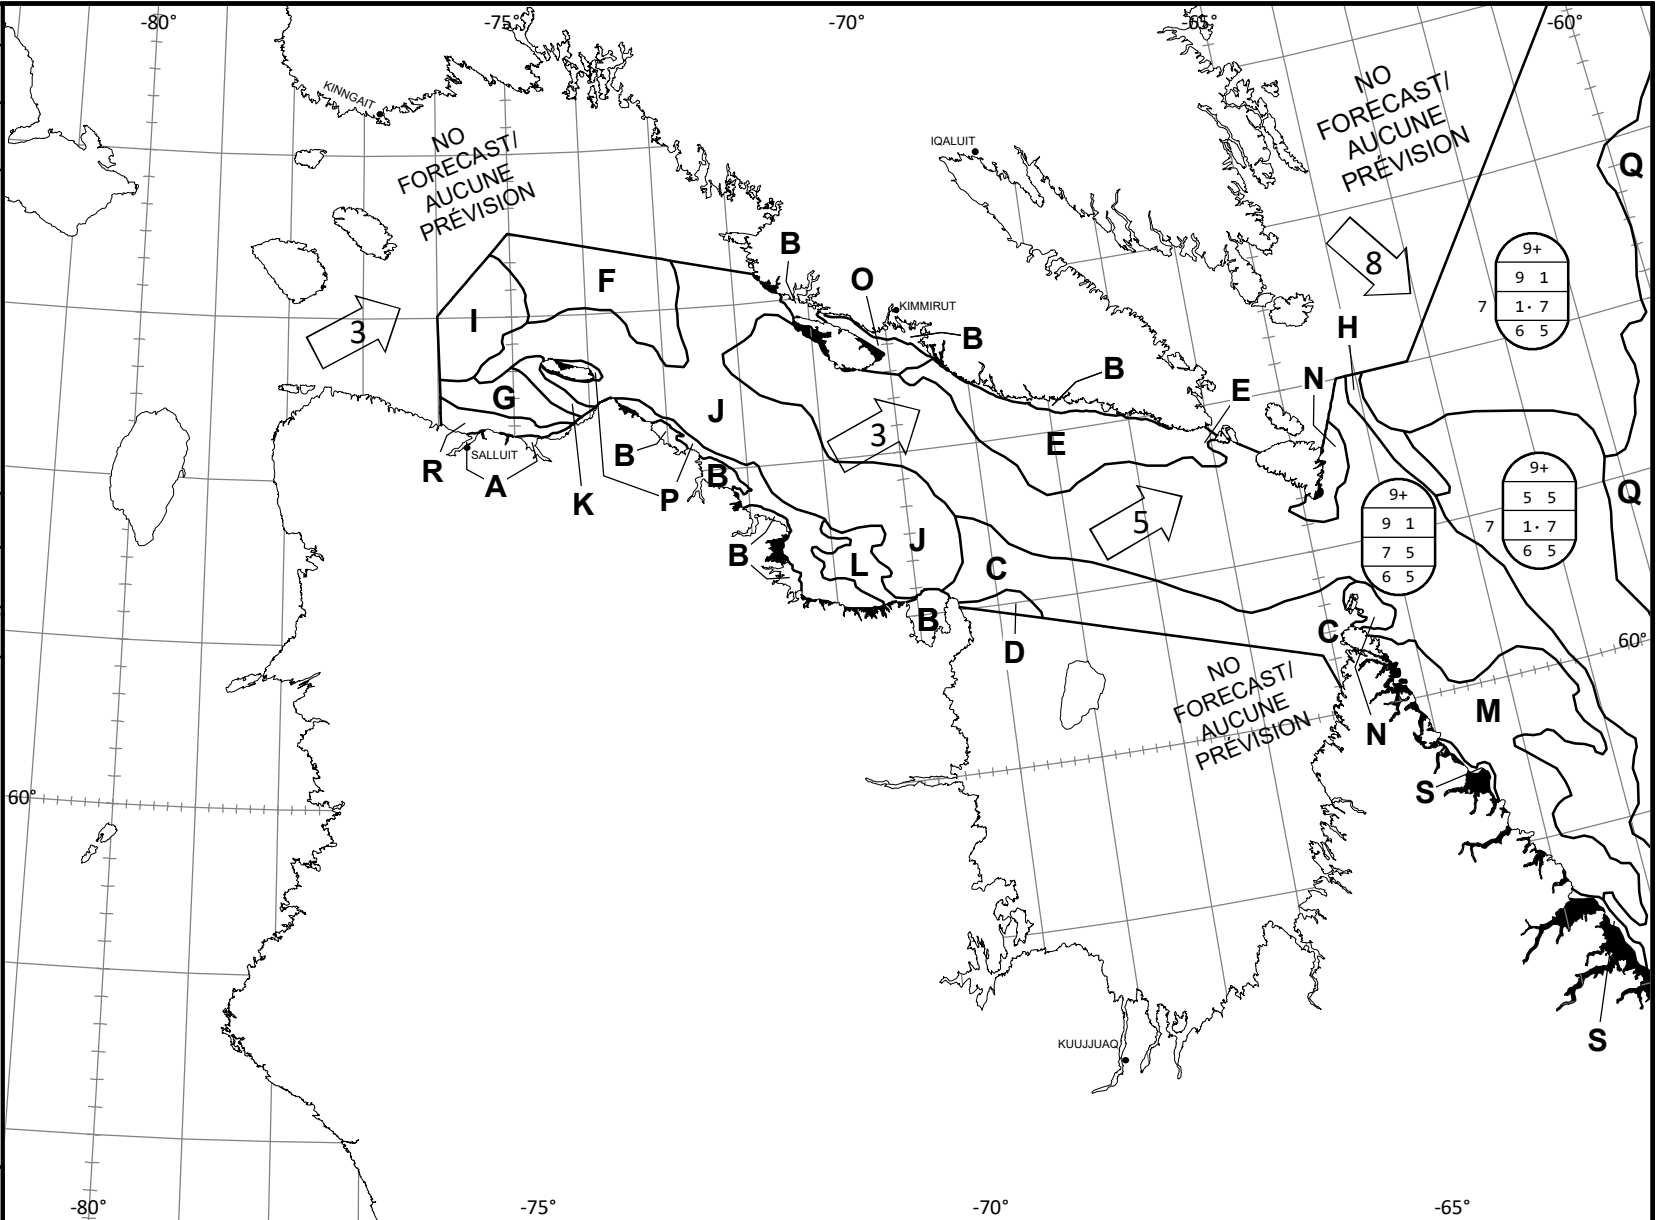 -80°
-75°
-70°
-65°
-60°
KINNGAIT
NO
FORECAST/
AUCUNE
PRÉVISION
NO
FORECAST/
AUCUNE
PRÉVISION
IQALUIT
Q
B
8
9+
9 1
7 1· 7
6 5
F
O
KIMMIRUT
I
3
B
H
G
J
B
E
N
3
E
R
SALLUIT
A
B
B
K
P
Q
9+
5 5
7 1· 7
6 5
9+
9 1
7 5
6 5
5
B
J
L
C
B
D
C
60°
NO
FORECAST/
AUCUNE
PRÉVISION
M
N
S
60°
KUUJJUAQ
S
-80°
-75°
-70°
-65°